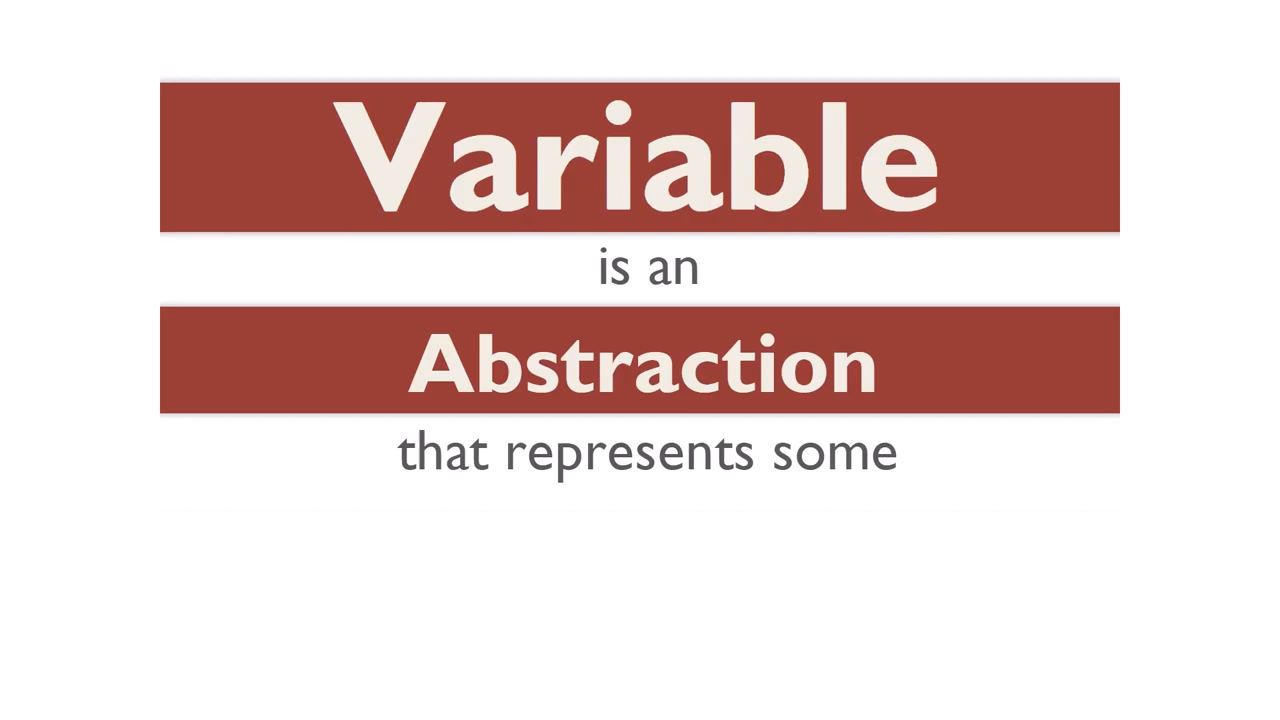 Variable
is an
Abstraction
that represents some